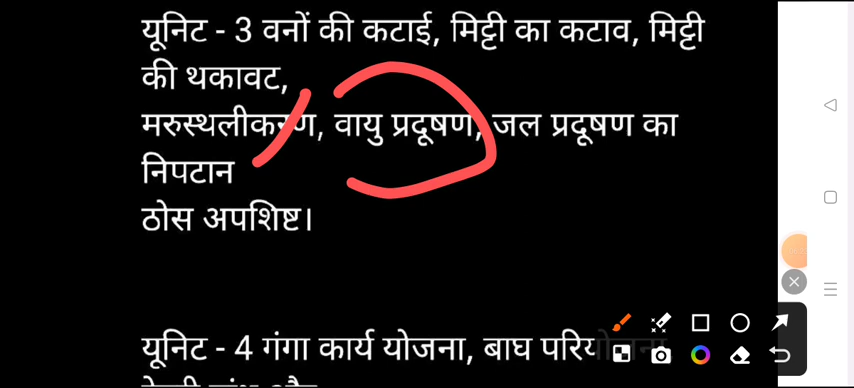 यूनिट - 3 वनों की कटाई, मिट्टी का कटाव, मिट्टी
की थकावट,
मरुस्थलीकरण, वायु प्रदूषण, जल प्रदूषण का
निपटान
ठोस अपशिष्ट।
यूनिट - 4 गंगा कार्य योजना, बाघ परियोजना,